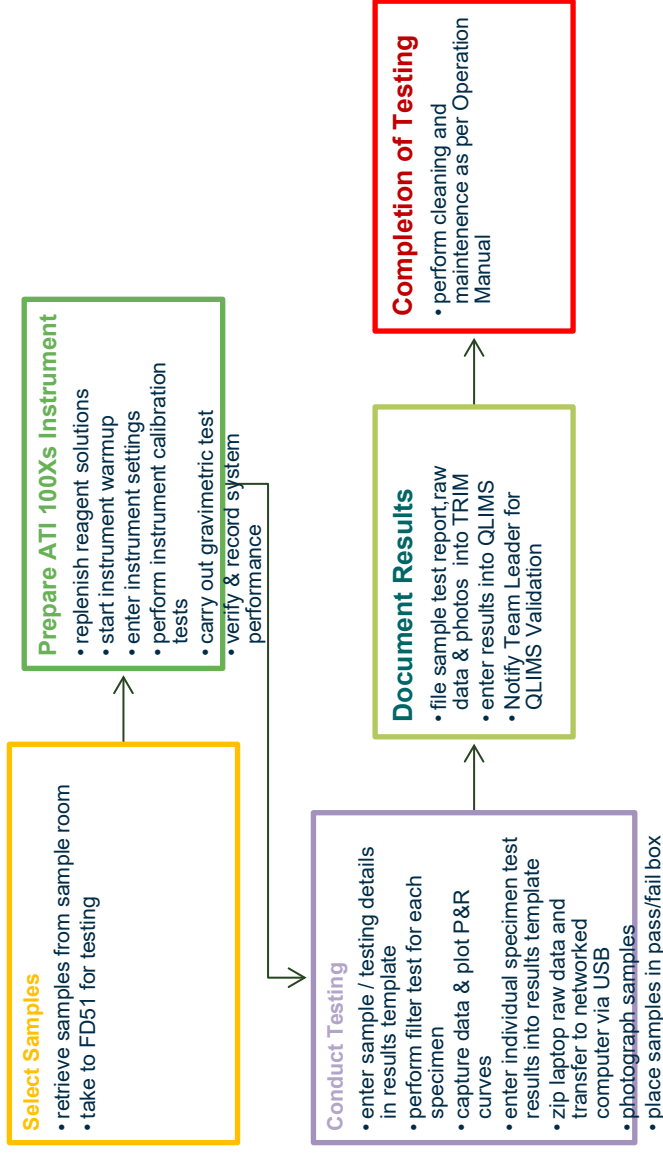 Select Samples
• retrieve samples from sample room
• take to FD51 for testing
Prepare ATI 100Xs Instrument
• replenish reagent solutions
• start instrument warmup
• enter instrument settings
• perform instrument calibration
tests
• carry out gravimetric test
• verify & record system
performance
Conduct Testing
• enter sample / testing details
in results template
• perform filter test for each
specimen
• capture data & plot P&R
curves
• enter individual specimen test
results into results template
• zip laptop raw data and
transfer to networked
computer via USB
• photograph samples
• place samples in pass/fail box
Document Results
• file sample test report,raw
data & photos into TRIM
• enter results into QLIMS
• Notify Team Leader for
QLIMS Validation
Completion of Testing
• perform cleaning and
maintenence as per Operation
Manual